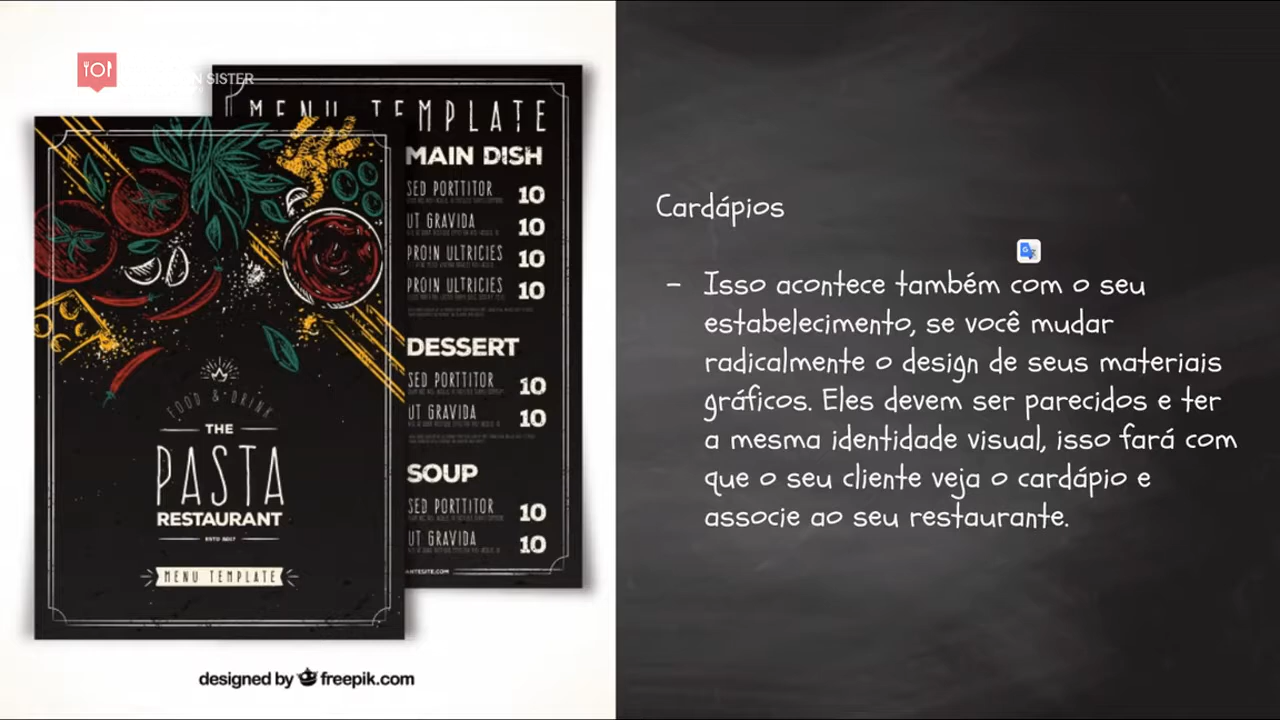 SISTER
MENU TEMPLATE
MAIN DISH
SED PORTTITOR 10
UT GRAVIDA 10
PROIN ULTRICIES 10
PROIN ULTRICIES 10
DESSERT
SED PORTTITOR 10
UT GRAVIDA 10
SOUP
SED PORTTITOR 10
UT GRAVIDA 10
FOOD & DRINK
THE
PASTA
RESTAURANT
ESTD 2017
MENU TEMPLATE
designed by freepik.com
Cardápios
- Isso acontece também com o seu
estabelecimento, se você mudar
radicalmente o design de seus materiais
gráficos. Eles devem ser parecidos e ter
a mesma identidade visual, isso fará com
que o seu cliente veja o cardápio e
associe ao seu restaurante.